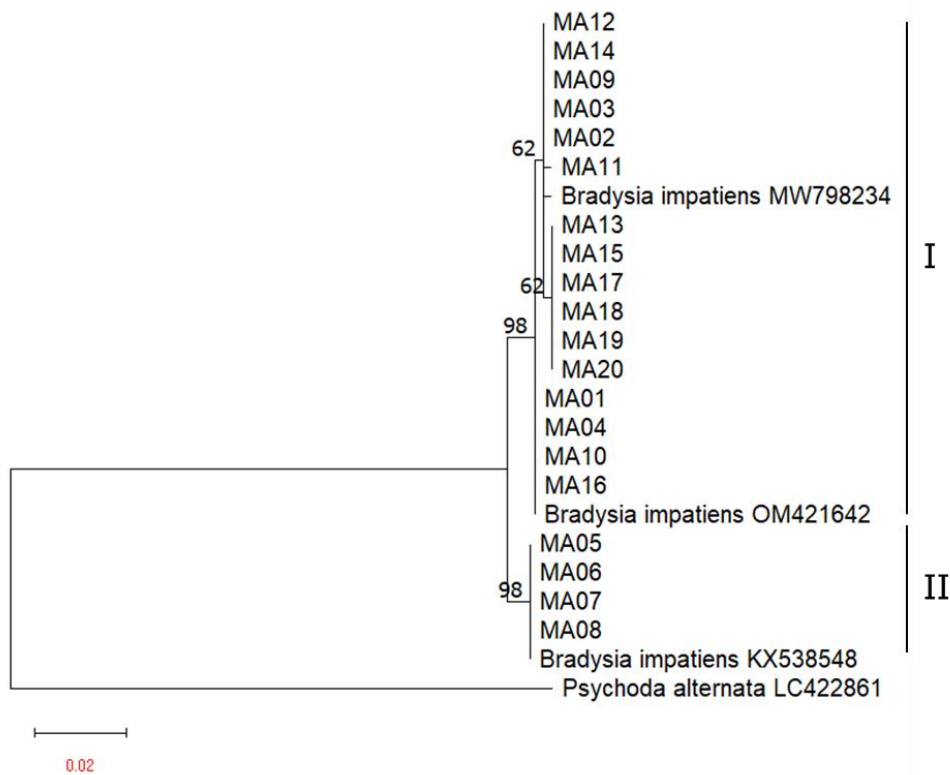 MA12
MA14
MA09
MA03
MA02
62
MA11
Bradysia impatiens MW798234
MA13
MA15
I
MA17
62
MA18
MA19
98
MA20
MA01
MA04
MA10
MA16
Bradysia impatiens OM421642
MA05
MA06
II
98
MA07
MA08
Bradysia impatiens KX538548
Psychoda alternata LC422861
0.02